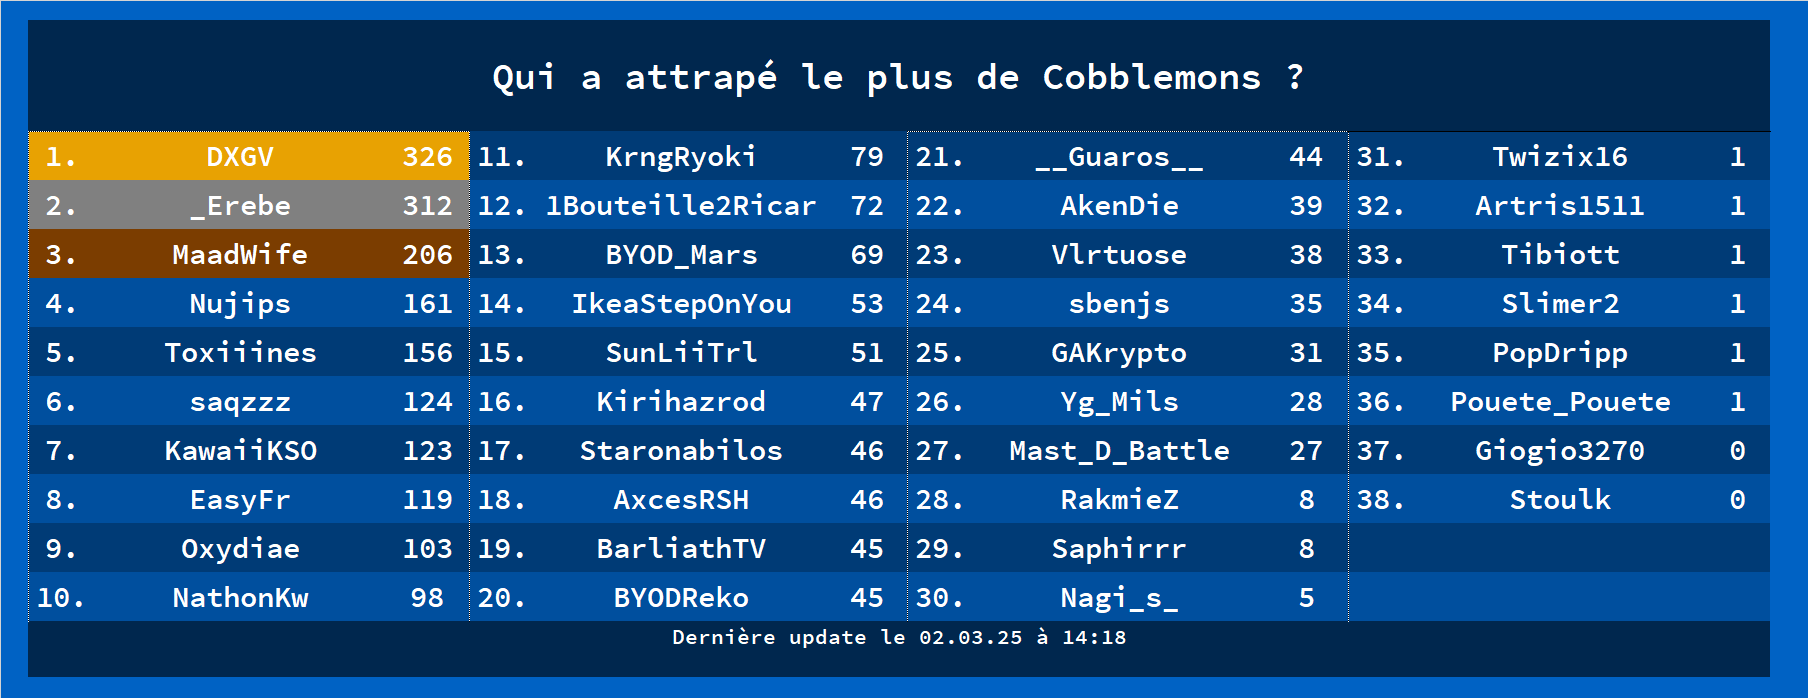 Qui a attrapé le plus de Cobblemons ?
1. DXGV 326
2. _Erebe 312
3. MaadWife 206
4. Nujips 161
5. Toxiiines 156
6. saqzzz 124
7. KawaiiKSO 123
8. EasyFr 119
9. Oxydiae 103
10. NathonKw 98
11. KrngRyoki 79
12. 1Bouteille2Ricar 72
13. BYOD_Mars 69
14. IkeaStepOnYou 53
15. SunLiiTrl 51
16. Kirihazrod 47
17. Staronabilos 46
18. AxcesRSH 46
19. BarliathTV 45
20. BYODReko 45
21. __Guaros__ 44
22. AkenDie 39
23. Vlrtuose 38
24. sbenjs 35
25. GAKrypto 31
26. Yg_Mils 28
27. Mast_D_Battle 27
28. RakmieZ 8
29. Saphirrr 8
30. Nagi_s_ 5
31. Twizix16 1
32. Artris1511 1
33. Tibiott 1
34. Slimer2 1
35. PopDripp 1
36. Pouete_Pouete 1
37. Giogio3270 0
38. Stoulk 0
Dernière update le 02.03.25 à 14:18